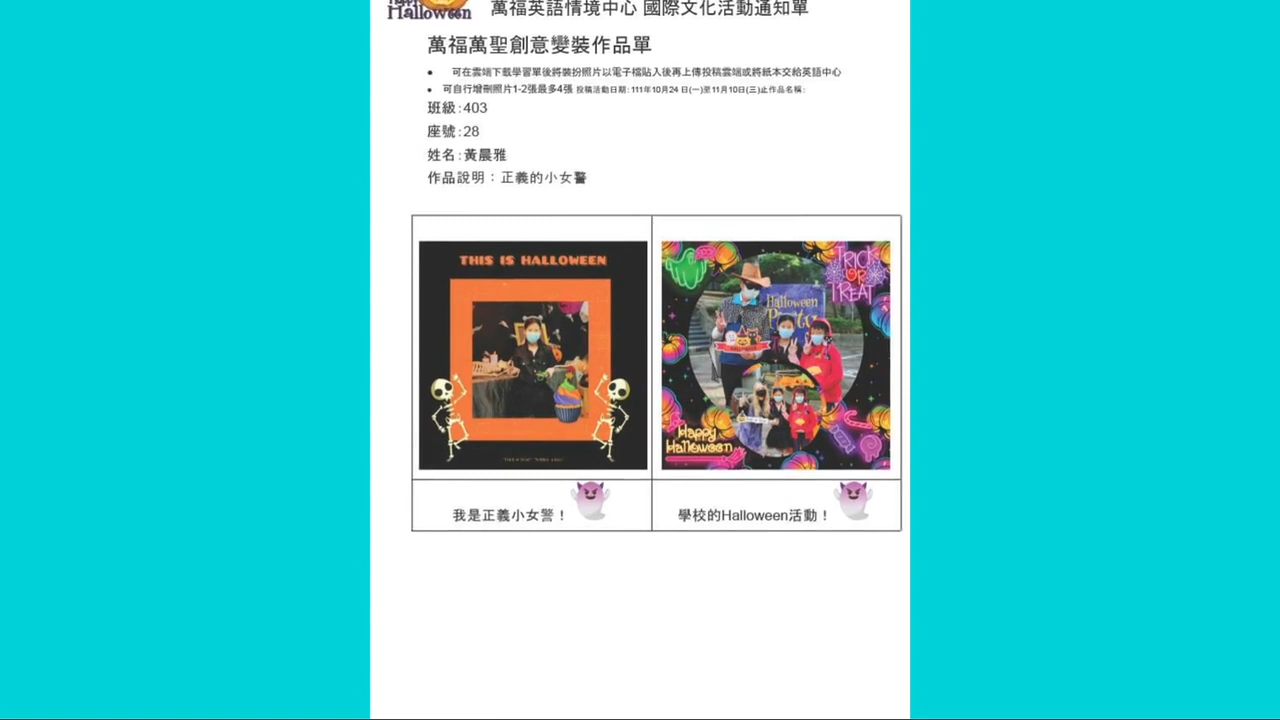 Happy
Halloween
萬福英語情境中心 國際文化活動通知單
萬福萬聖創意變裝作品單
• 可在雲端下載學習單後將裝扮照片以電子檔貼入後再上傳投稿雲端或將紙本交給英語中心
• 可自行增刪照片1-2張最多4張 投稿活動日期: 111年10月24 日(一)至11月10日(三)止作品名稱:
班級:403
座號:28
姓名:黃晨雅
作品說明:正義的小女警
THIS IS HALLOWEEN
TRICK
OR
TREAT
Halloween
Party
Happy
Halloween
我是正義小女警!
學校的Halloween活動!